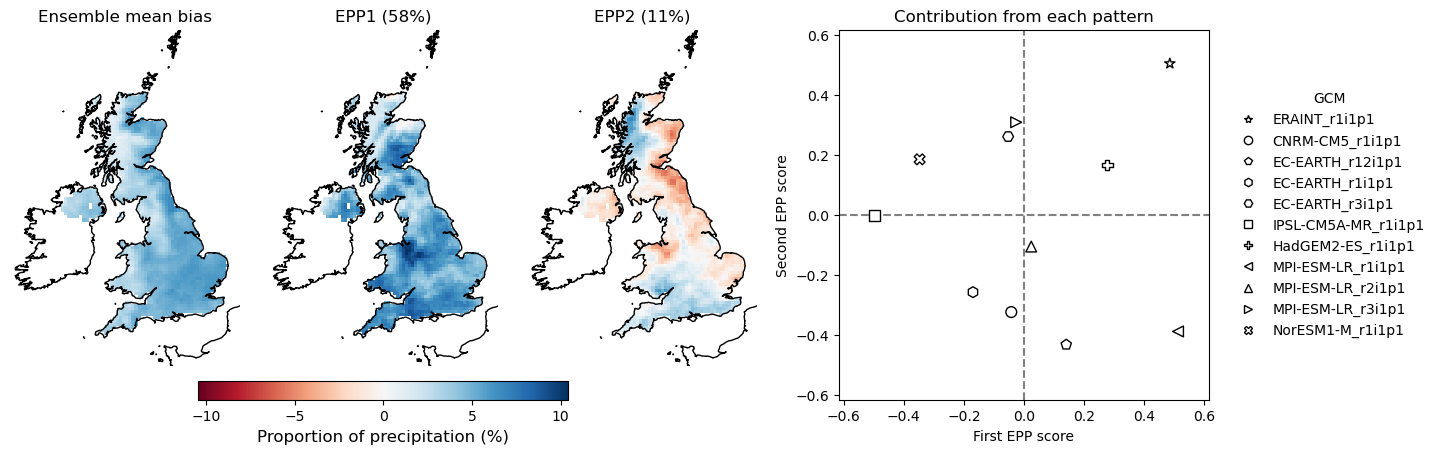 Ensemble mean bias
EPP1 (58%)
EPP2 (11%)
−10 −5 0 5 10
Proportion of precipitation (%)
Contribution from each pattern
Second EPP score
0.6
0.4
0.2
0.0
−0.2
−0.4
−0.6
−0.6 −0.4 −0.2 0.0 0.2 0.4 0.6
First EPP score
GCM
ERAINT_r1i1p1
CNRM-CM5_r1i1p1
EC-EARTH_r12i1p1
EC-EARTH_r1i1p1
EC-EARTH_r3i1p1
IPSL-CM5A-MR_r1i1p1
HadGEM2-ES_r1i1p1
MPI-ESM-LR_r1i1p1
MPI-ESM-LR_r2i1p1
MPI-ESM-LR_r3i1p1
NorESM1-M_r1i1p1